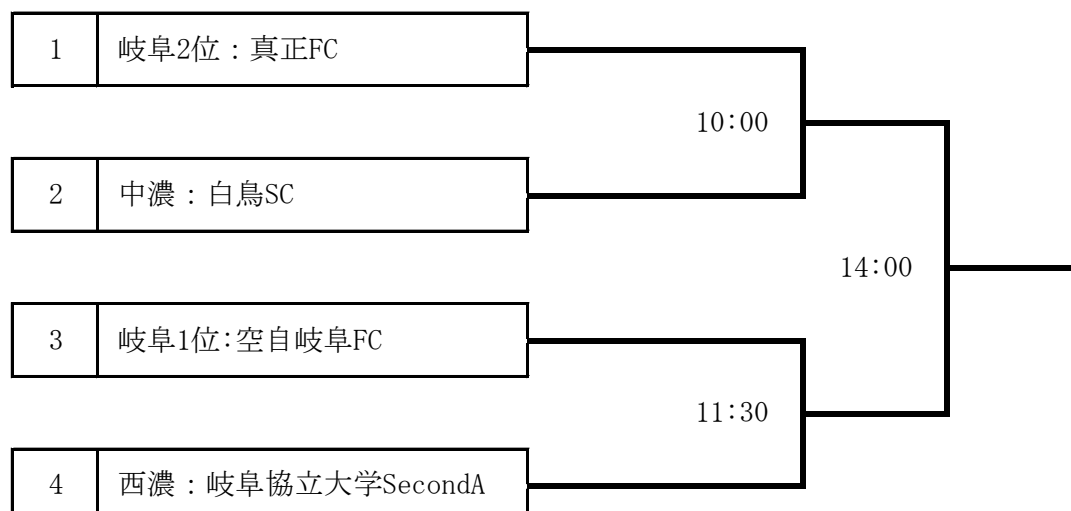 1 岐阜2位：真正FC
10:00
2 中濃：白鳥SC
14:00
3 岐阜1位:空自岐阜FC
11:30
4 西濃：岐阜協立大学SecondA